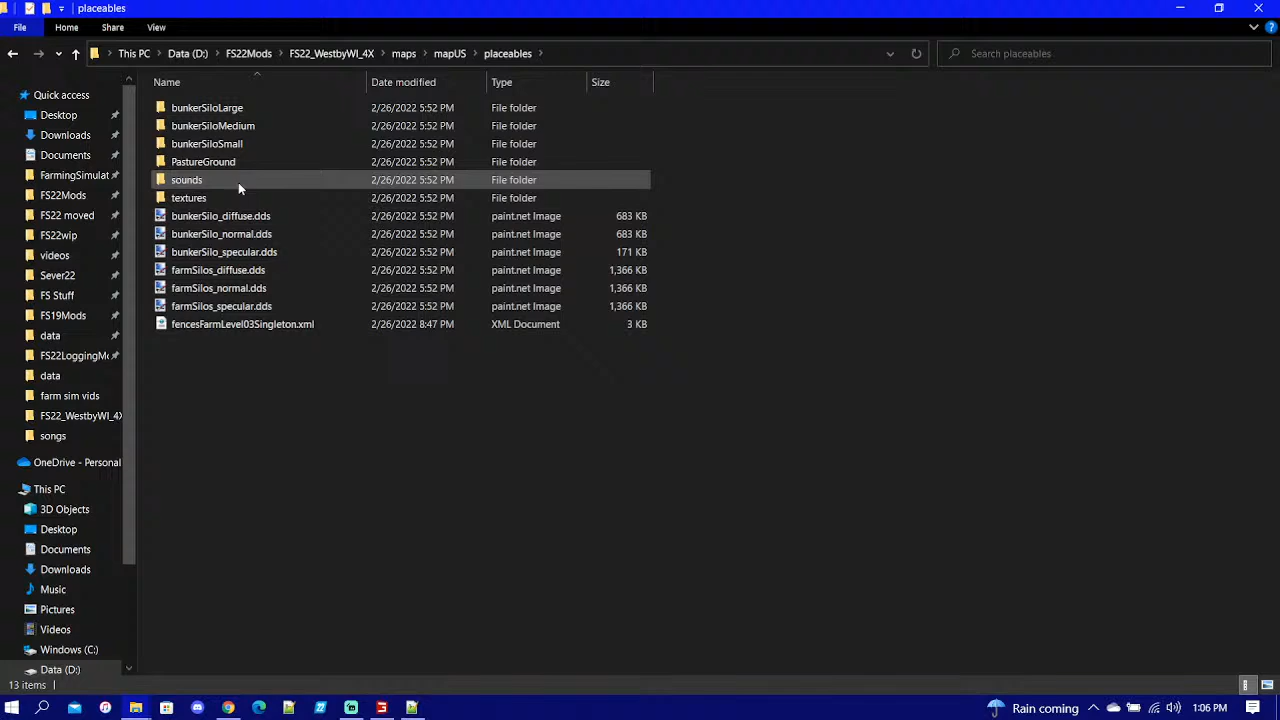 placeables
File
Home
Share
View
This PC
Data (D:)
FS22Mods
FS22_WestbyWI_4X
maps
mapUS
placeables
Search placeables
Name
Date modified
Type
Size
Quick access
Desktop
Downloads
Documents
FarmingSimulat
FS22Mods
FS22 moved
FS22wip
videos
Sever22
FS Stuff
FS19Mods
data
FS22LoggingMo
data
farm sim vids
FS22_WestbyWI_4X
songs
OneDrive - Personal
This PC
3D Objects
Desktop
Documents
Downloads
Music
Pictures
Videos
Windows (C:)
Data (D:)
bunkerSiloLarge 2/26/2022 5:52 PM File folder
bunkerSiloMedium 2/26/2022 5:52 PM File folder
bunkerSiloSmall 2/26/2022 5:52 PM File folder
PastureGround 2/26/2022 5:52 PM File folder
sounds 2/26/2022 5:52 PM File folder
textures 2/26/2022 5:52 PM File folder
bunkerSilo_diffuse.dds 2/26/2022 5:52 PM paint.net Image 683 KB
bunkerSilo_normal.dds 2/26/2022 5:52 PM paint.net Image 683 KB
bunkerSilo_specular.dds 2/26/2022 5:52 PM paint.net Image 171 KB
farmSilos_diffuse.dds 2/26/2022 5:52 PM paint.net Image 1,366 KB
farmSilos_normal.dds 2/26/2022 5:52 PM paint.net Image 1,366 KB
farmSilos_specular.dds 2/26/2022 5:52 PM paint.net Image 1,366 KB
fencesFarmLevel03Singleton.xml 2/26/2022 8:47 PM XML Document 3 KB
13 items
Rain coming
1:06 PM